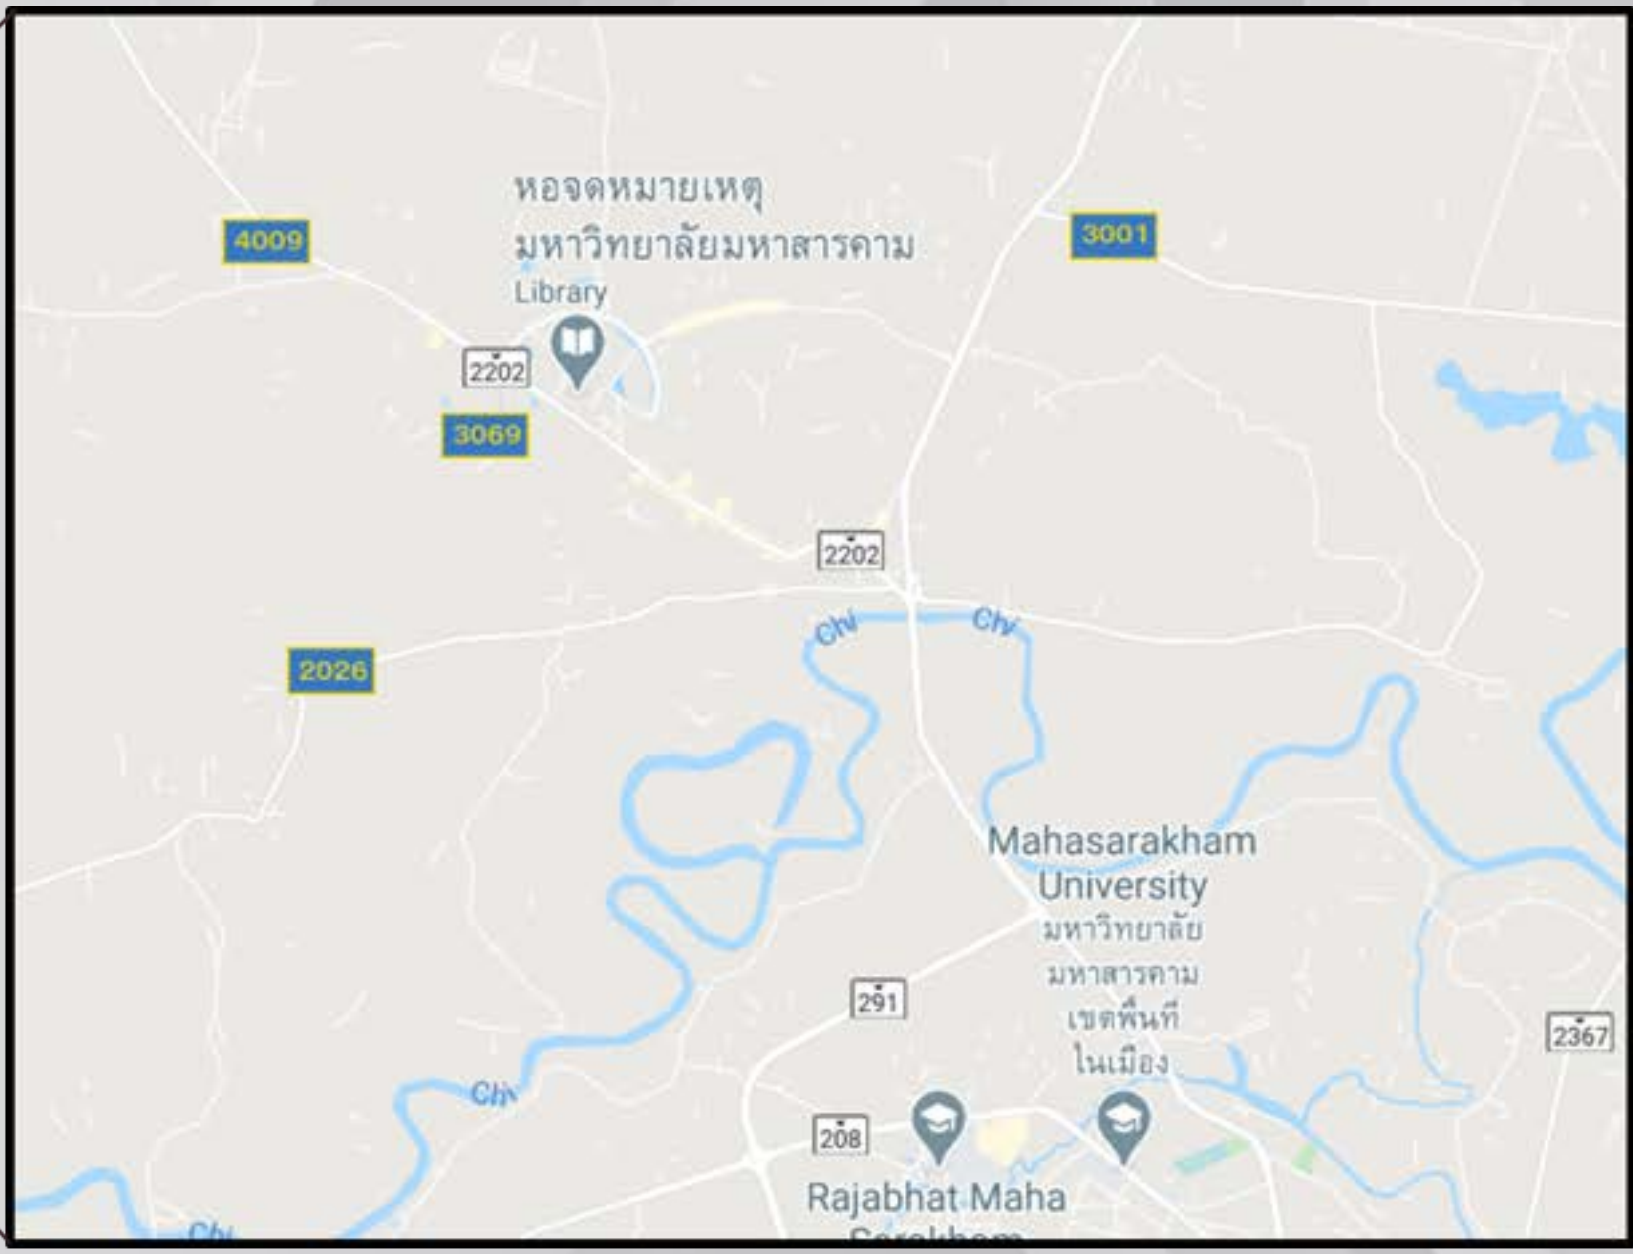 หอจดหมายเหตุ
มหาวิทยาลัยมหาสารคาม
Library
4009
3001
2202
3069
2202
Chi
Chi
2026
Mahasarakham
University
มหาวิทยาลัย
มหาสารคาม
เขตพื้นที่
ในเมือง
291
2367
Chi
208
Rajabhat Maha
Sarakham
Chi